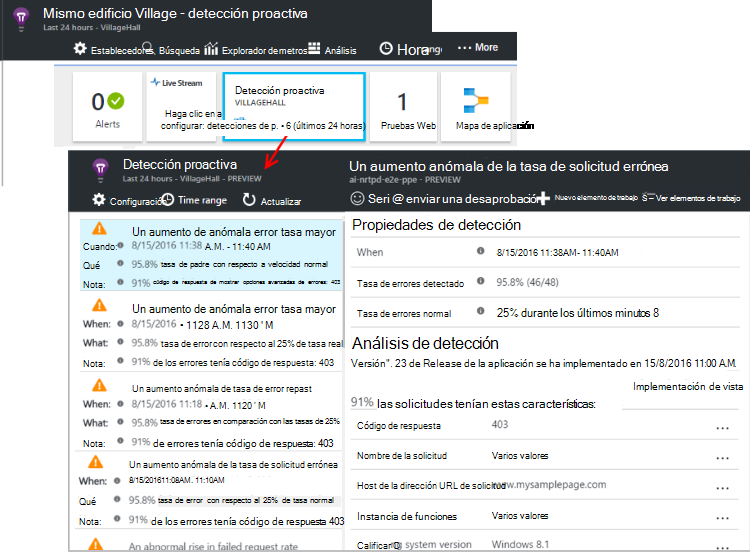 Mismo edificio Village - detección proactiva
Last 24 hours - VillageHall
Establecedores Búsqueda Explorador de metros Análisis Hora range ••• More
0 Alerts
Live Stream
Haga clic en a
configurar: detecciones de p. • 6 (últimos 24 horas)
Detección proactiva
VILLAGEHALL
1
Pruebas Web
Mapa de aplicación
Detección proactiva
Last 24 hours - VillageHall - PREVIEW
Configuración Time range Actualizar
Un aumento de anómala error tasa mayor
Cuando: 8/15/2016 11:38 A.M. - 11:40 AM
Qué 95.8% tasa de padre con respecto a velocidad normal
Nota: 91% código de respuesta de mostrar opciones avanzadas de errores: 403
Un aumento de anómala error tasa mayor
When: 8/15/2016 • 1128 A.M. 1130 ' M
What: 95.8% tasa de error con respecto al 25% de tasa real
Nota: 91% de los errores tenía código de respuesta: 403
Un aumento anómala de tasa de error repast
When: 8/15/2016 11:18 • A.M. 1120 ' M
What: 95.8% tasa de errores en comparación con las tasas de 25%
Nota: 91% de errores tenía código de respuesta: 403
Un aumento anómala de la tasa de solicitud errónea
When: 8/15/201611:08AM. - 11:10AM
Qué 95.8% tasa de error con respecto al 25% de tasa normal
Nota: 91% de los errores tenía código de respuesta: 403
An abnormal rise in failed request rate
Un aumento anómala de la tasa de solicitud errónea
ai-nrtpd-e2e-ppe - PREVIEW
Seri @ enviar una desaprobación Nuevo elemento de trabajo Ver elementos de trabajo
Propiedades de detección
When 8/15/2016 11:38AM- 11:40AM
Tasa de errores detectado 95.8% (46/48)
Tasa de errores normal 25% durante los últimos minutos 8
Análisis de detección
Versión". 23 de Release de la aplicación se ha implementado en 15/8/2016 11:00 A.M.
Implementación de vista
91% las solicitudes tenían estas características:
Código de respuesta 403 ...
Nombre de la solicitud Varios valores ...
Host de la dirección URL de solicitud www.mysamplepage.com ...
Instancia de funciones Varios valores ...
Calificar system version Windows 8.1 ...